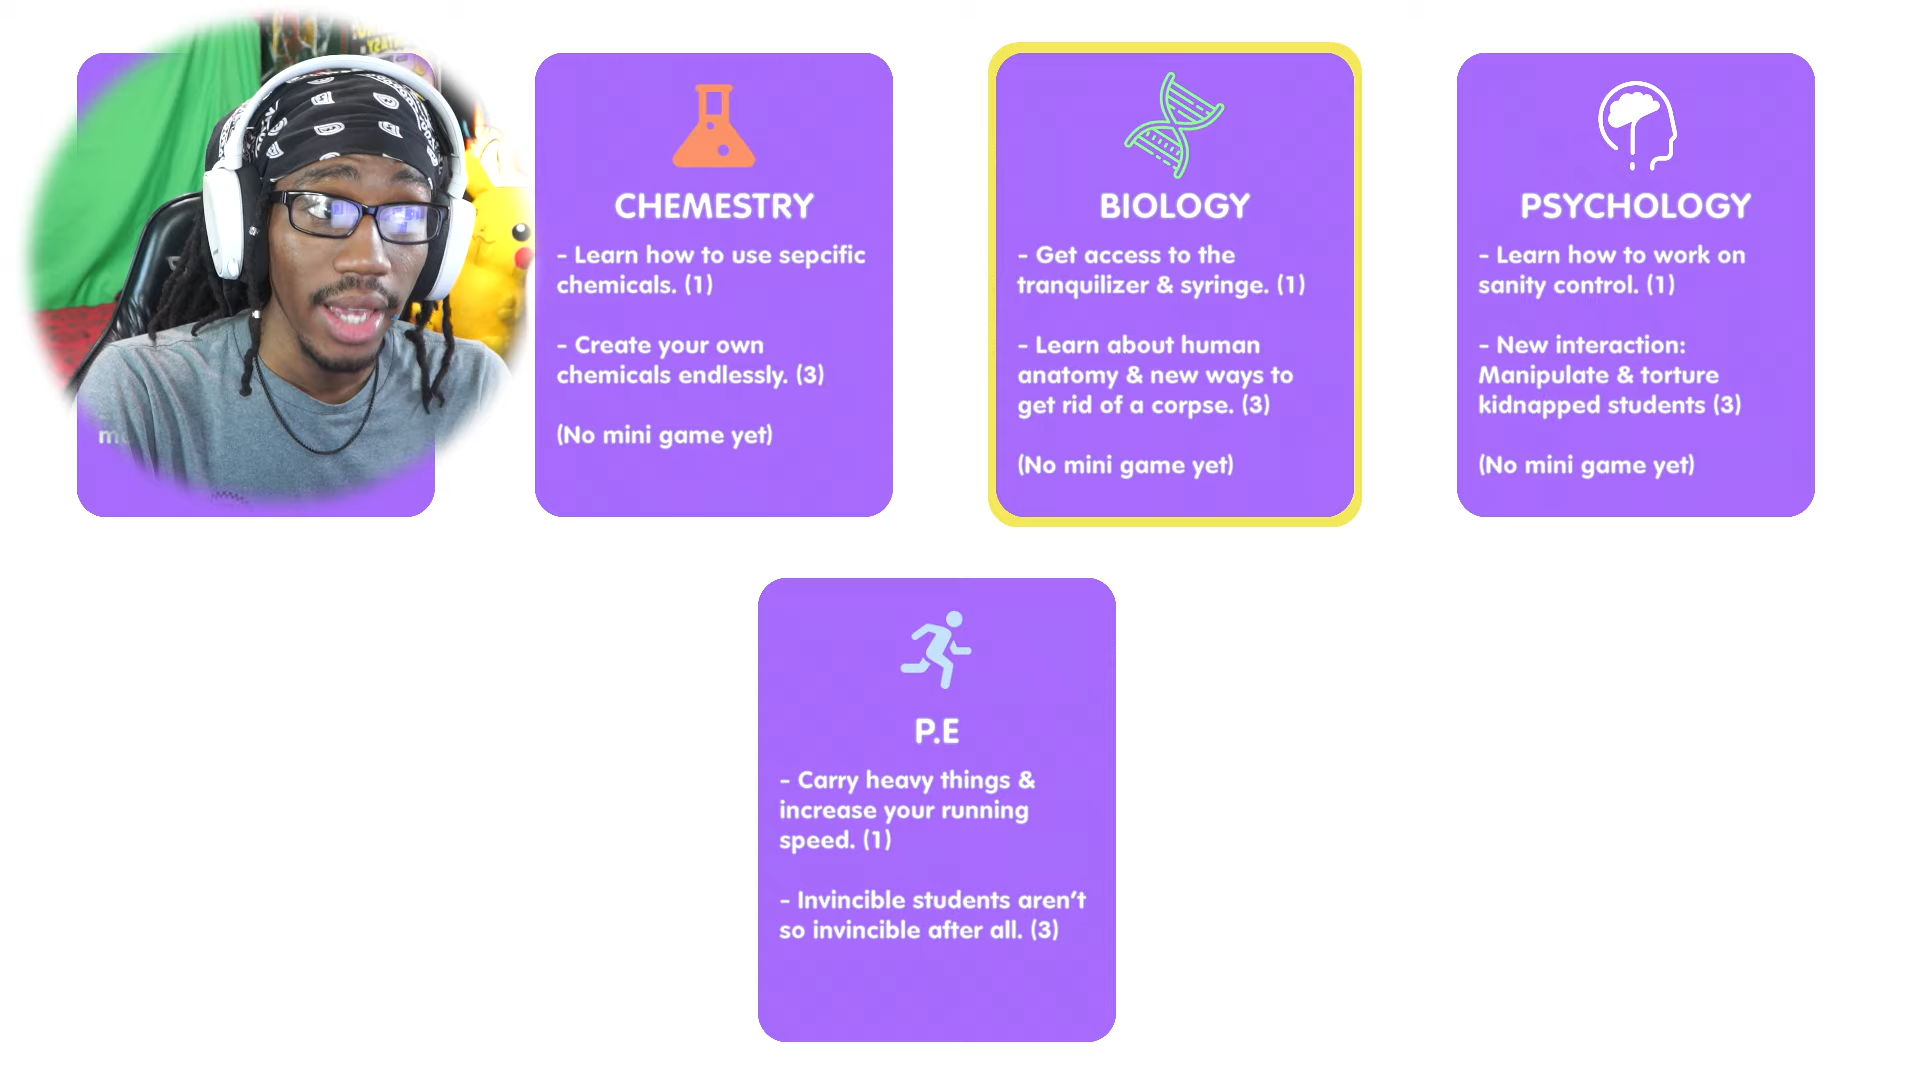 CHEMESTRY
- Learn how to use sepcific
chemicals. (1)
- Create your own
chemicals endlessly. (3)
(No mini game yet)
BIOLOGY
- Get access to the
tranquilizer & syringe. (1)
- Learn about human
anatomy & new ways to
get rid of a corpse. (3)
(No mini game yet)
PSYCHOLOGY
- Learn how to work on
sanity control. (1)
- New interaction:
Manipulate & torture
kidnapped students (3)
(No mini game yet)
P.E
- Carry heavy things &
increase your running
speed. (1)
- Invincible students aren't
so invincible after all. (3)